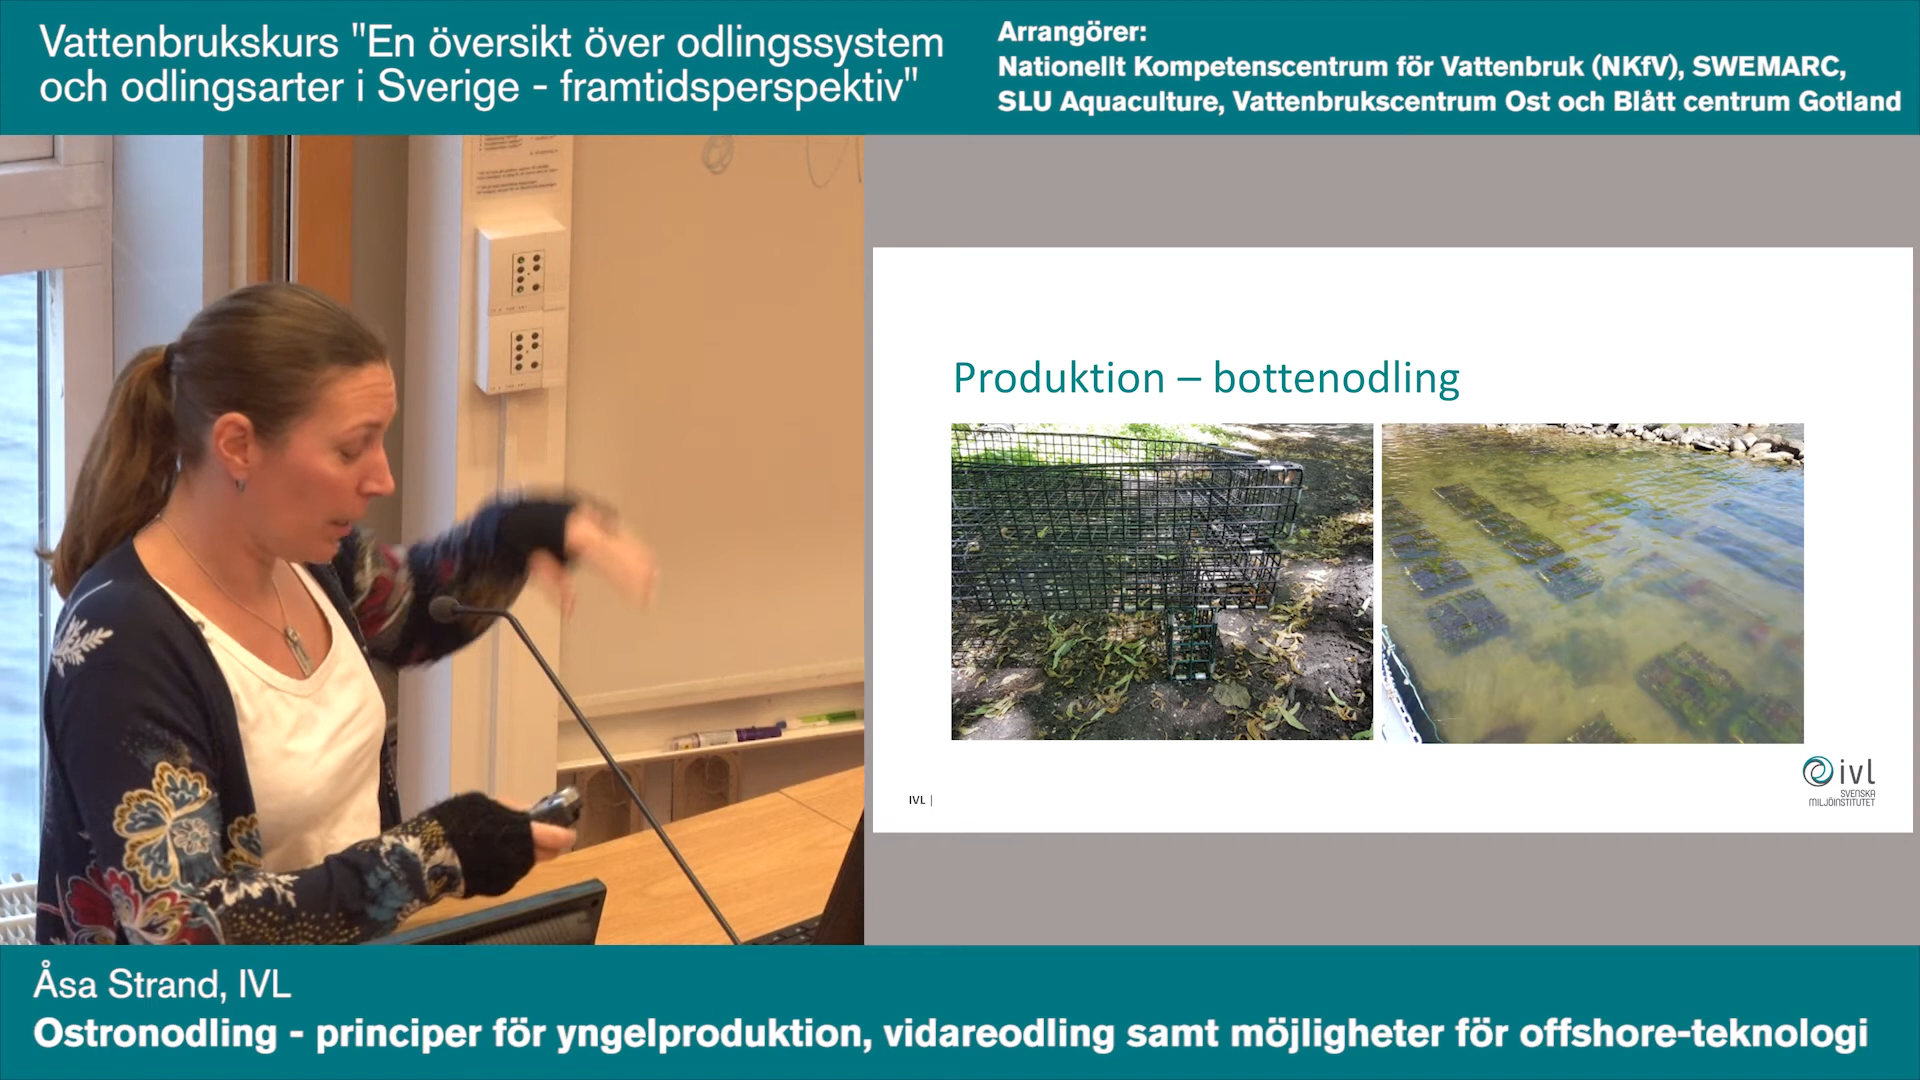 Vattenbrukskurs "En översikt över odlingssystem
och odlingsarter i Sverige - framtidsperspektiv"
Arrangörer:
Nationellt Kompetenscentrum för Vattenbruk (NKfV), SWEMARC,
SLU Aquaculture, Vattenbrukscentrum Ost och Blått centrum Gotland
Produktion – bottenodling
IVL |
ivl
SVENSKA
MILJÖINSTITUTET
Åsa Strand, IVL
Ostronodling - principer för yngelproduktion, vidareodling samt möjligheter för offshore-teknologi